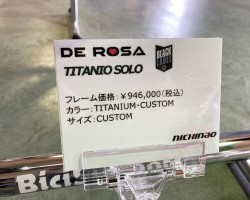 DE ROSA
BLACK LABEL
TITANIO SOLO
フレーム価格：￥946,000(税込)
カラー：TITANIUM-CUSTOM
サイズ：CUSTOM
NICHINAO